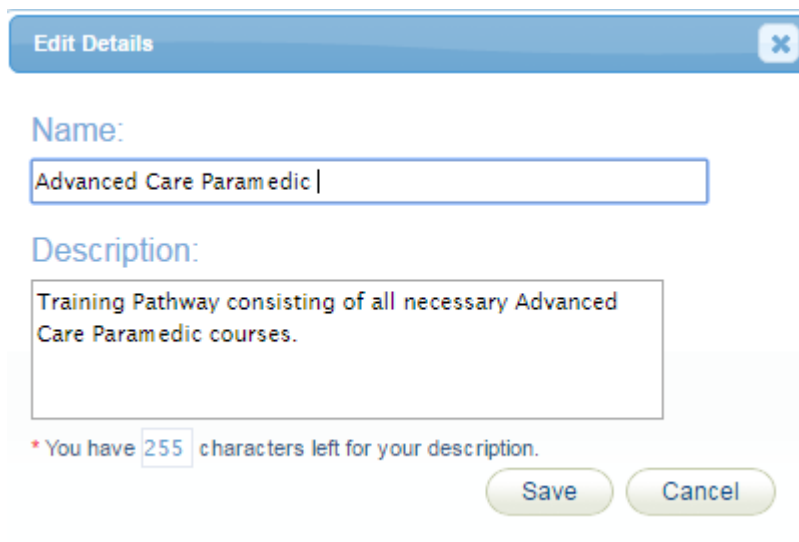 Edit Details
Name:
Advanced Care Paramedic
Description:
Training Pathway consisting of all necessary Advanced
Care Paramedic courses.
* You have 255 characters left for your description.
Save Cancel